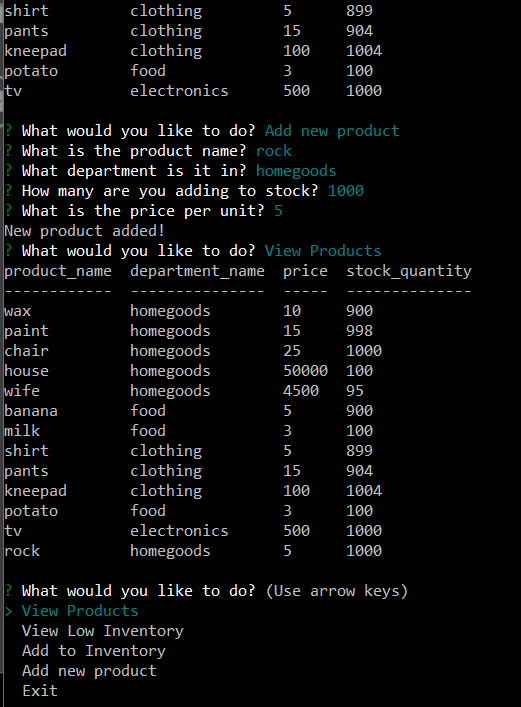 shirt clothing 5 899
pants clothing 15 904
kneepad clothing 100 1004
potato food 3 100
tv electronics 500 1000
? What would you like to do? Add new product
? What is the product name? rock
? What department is it in? homegoods
? How many are you adding to stock? 1000
? What is the price per unit? 5
New product added!
? What would you like to do? View Products
product_name department_name price stock_quantity
------------ --------------- ----- --------------
wax homegoods 10 900
paint homegoods 15 998
chair homegoods 25 1000
house homegoods 50000 100
wife homegoods 4500 95
banana food 5 900
milk food 3 100
shirt clothing 5 899
pants clothing 15 904
kneepad clothing 100 1004
potato food 3 100
tv electronics 500 1000
rock homegoods 5 1000
? What would you like to do? (Use arrow keys)
> View Products
View Low Inventory
Add to Inventory
Add new product
Exit